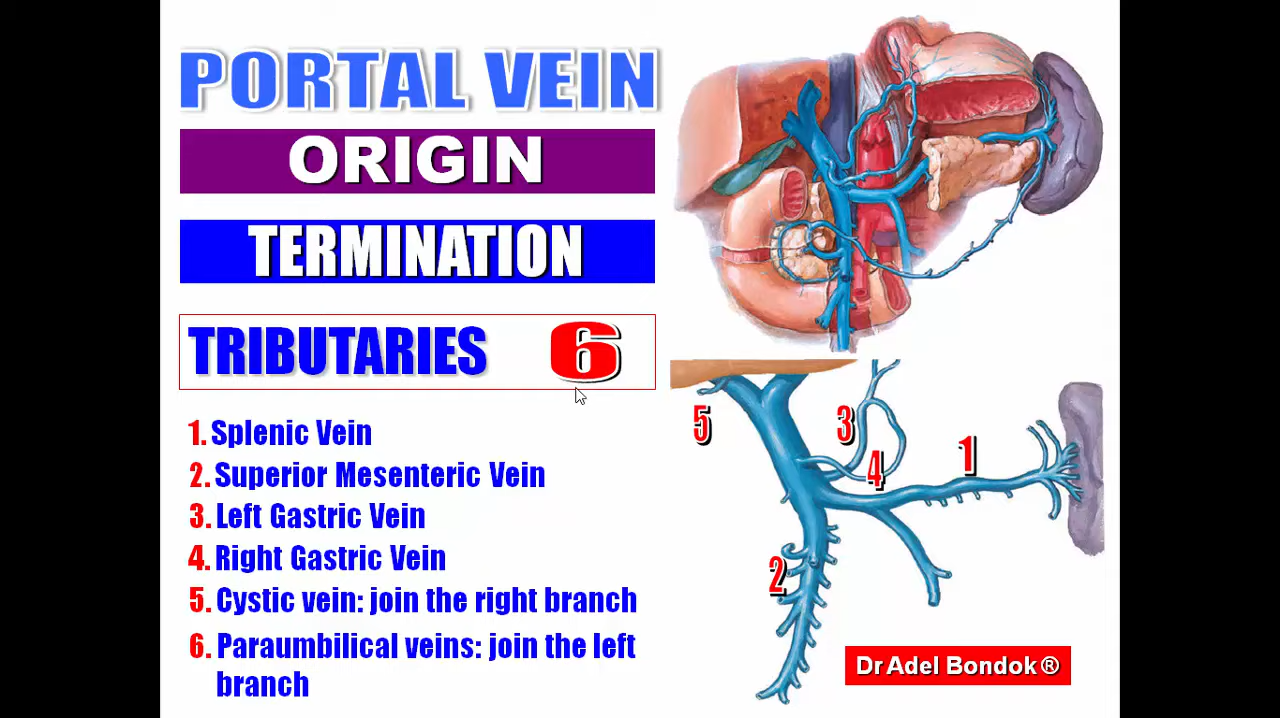 PORTAL VEIN
ORIGIN
TERMINATION
TRIBUTARIES 6
1. Splenic Vein
2. Superior Mesenteric Vein
3. Left Gastric Vein
4. Right Gastric Vein
5. Cystic vein: join the right branch
6. Paraumbilical veins: join the left
branch
5
3
4
1
2
Dr Adel Bondok ®